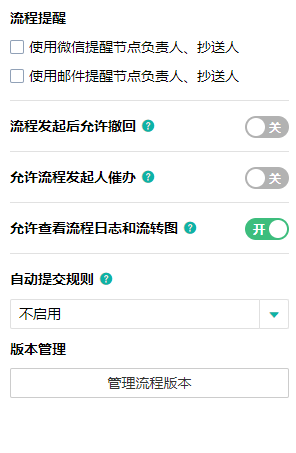 流程提醒
使用微信提醒节点负责人、抄送人
使用邮件提醒节点负责人、抄送人
流程发起后允许撤回 ? 关
允许流程发起人催办 ? 关
允许查看流程日志和流转图 ? 开
自动提交规则 ?
不启用
版本管理
管理流程版本